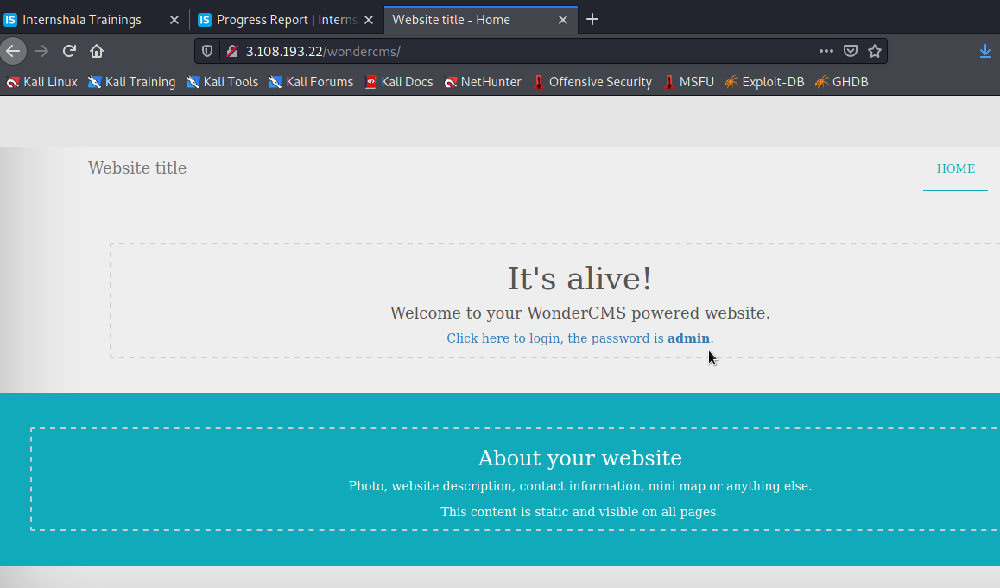 Internshala Trainings Progress Report | Interns Website title - Home
3.108.193.22/wondercms/
Kali Linux Kali Training Kali Tools Kali Forums Kali Docs NetHunter Offensive Security MSFU Exploit-DB GHDB
Website title HOME
It's alive!
Welcome to your WonderCMS powered website.
Click here to login, the password is admin.
About your website
Photo, website description, contact information, mini map or anything else.
This content is static and visible on all pages.